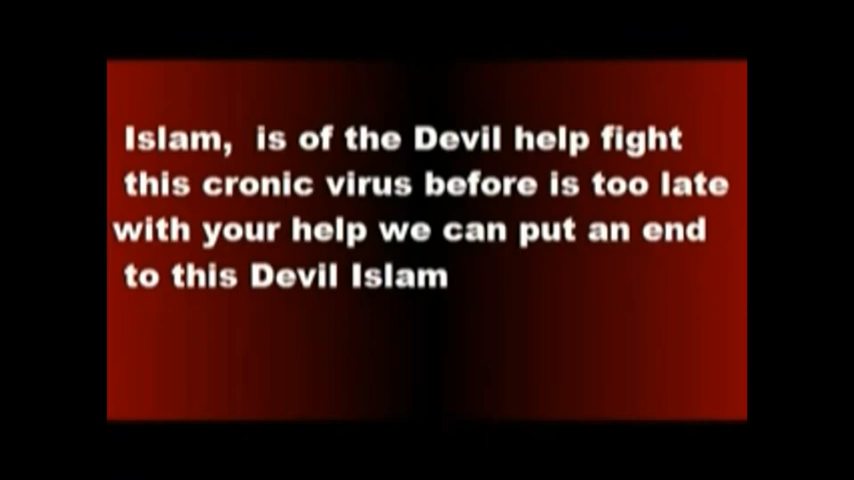 Islam, is of the Devil help fight
this cronic virus before is too late
with your help we can put an end
to this Devil Islam